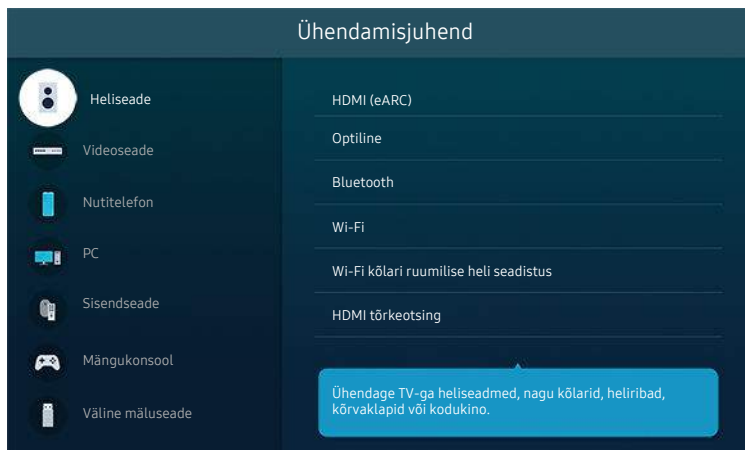 Ühendamisjuhend
Heliseade
Videoseade
Nutitelefon
PC
Sisendseade
Mängukonsool
Väline mäluseade
HDMI (eARC)
Optiline
Bluetooth
Wi-Fi
Wi-Fi kõlari ruumilise heli seadistus
HDMI tõrkeotsing
Ühendage TV-ga heliseadmed, nagu kõlarid, heliribad,
kõrvaklapid või kodukino.